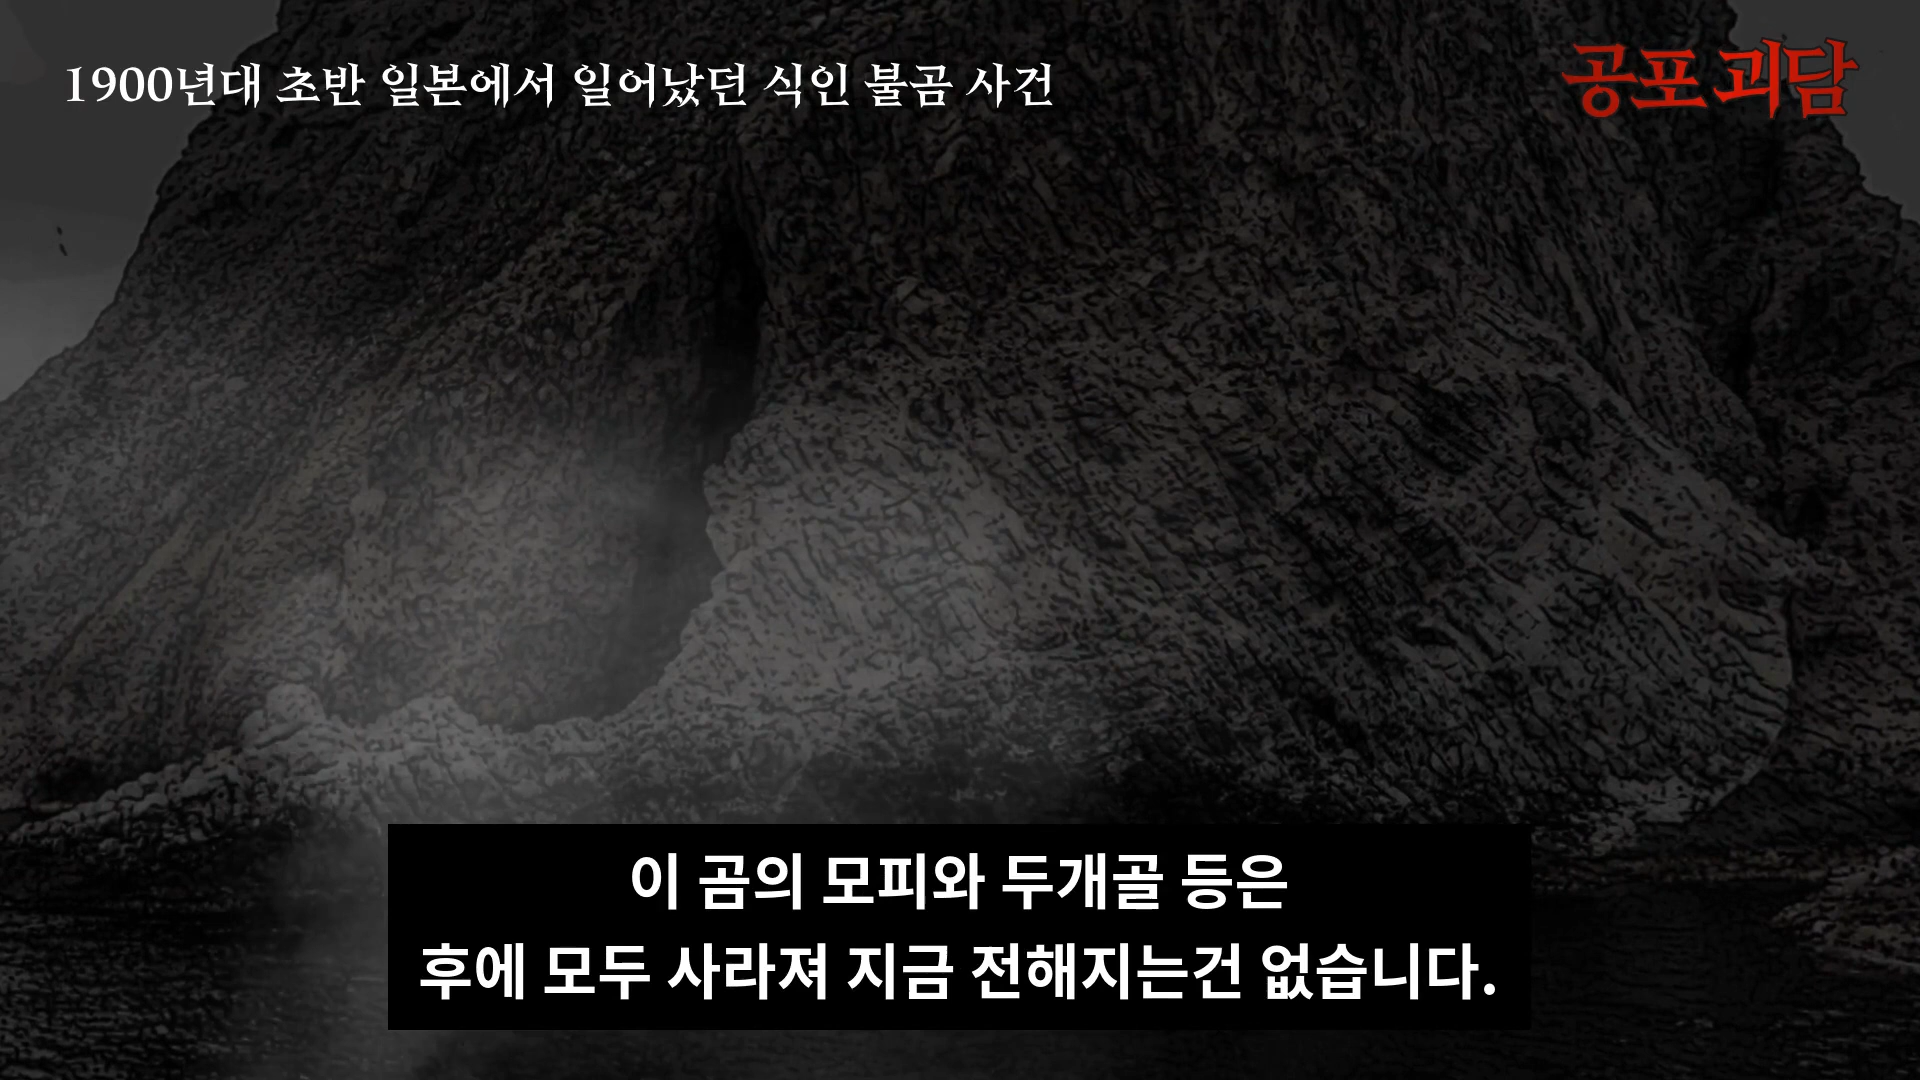 1900년대 초반 일본에서 일어났던 식인 불곰 사건
공포 괴담
이 곰의 모피와 두개골 등은
후에 모두 사라져 지금 전해지는건 없습니다.